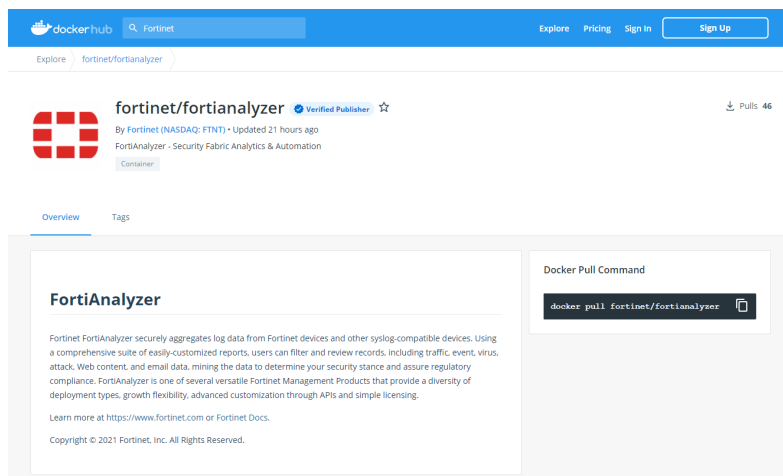 docker hub Fortinet Explore Pricing Sign In Sign Up
Explore fortinet/fortianalyzer
fortinet/fortianalyzer Verified Publisher
Pulls 46
By Fortinet (NASDAQ: FTNT) • Updated 21 hours ago
FortiAnalyzer - Security Fabric Analytics & Automation
Container
Overview Tags
FortiAnalyzer
Fortinet FortiAnalyzer securely aggregates log data from Fortinet devices and other syslog-compatible devices. Using
a comprehensive suite of easily-customized reports, users can filter and review records, including traffic, event, virus,
attack, Web content, and email data, mining the data to determine your security stance and assure regulatory
compliance. FortiAnalyzer is one of several versatile Fortinet Management Products that provide a diversity of
deployment types, growth flexibility, advanced customization through APIs and simple licensing.
Learn more at https://www.fortinet.com or Fortinet Docs.
Copyright © 2021 Fortinet, Inc. All Rights Reserved.
Docker Pull Command
docker pull fortinet/fortianalyzer